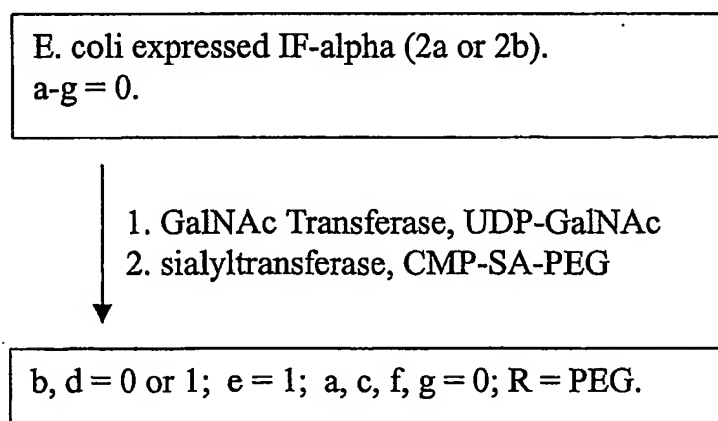 E. coli expressed IF-alpha (2a or 2b).
a-g = 0.
1. GalNAc Transferase, UDP-GalNAc
2. sialyltransferase, CMP-SA-PEG
b, d = 0 or 1; e = 1; a, c, f, g = 0; R = PEG.